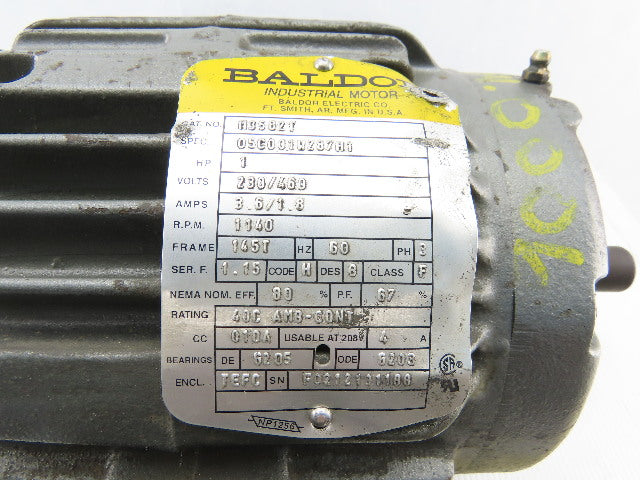 BALDOR
INDUSTRIAL MOTOR
BALDOR ELECTRIC CO.
FT. SMITH, AR. MFG. IN U.S.A.
CAT. NO. M3582T
SPEC.
HP 1
VOLTS 230/460
AMPS 3.6/1.8
R.P.M. 1140
FRAME 145T HZ 60 PH 3
SER. F. 1.15 CODE H DES B CLASS F
NEMA NOM. EFF. % P.F. 67 %
RATING 40C AMB-CONT
CC 010A USABLE AT 208V 4 A
BEARINGS DE 6205 ODE 6203
ENCL. TEFC SN
NP1256